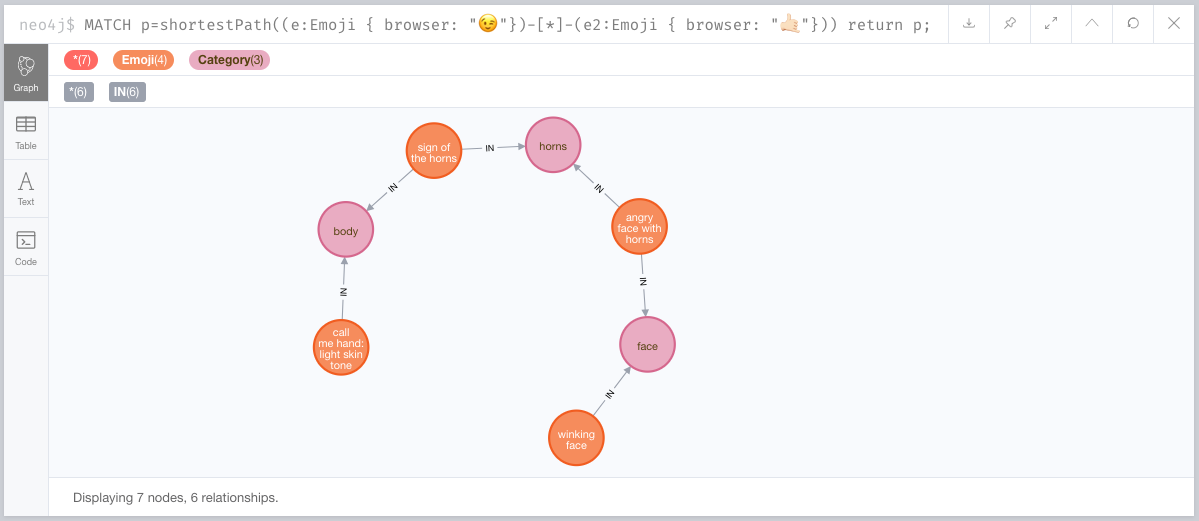 neo4j$ MATCH p=shortestPath((e:Emoji { browser: "😉"})-[*]-(e2:Emoji { browser: "🤙🏻"})) return p;
*(7) Emoji(4) Category(3)
*(6) IN(6)
Graph
Table
Text
Code
sign of
the horns
IN
horns
IN
IN
body
angry
face with
horns
IN
IN
call
me hand:
light skin
tone
face
IN
winking
face
Displaying 7 nodes, 6 relationships.